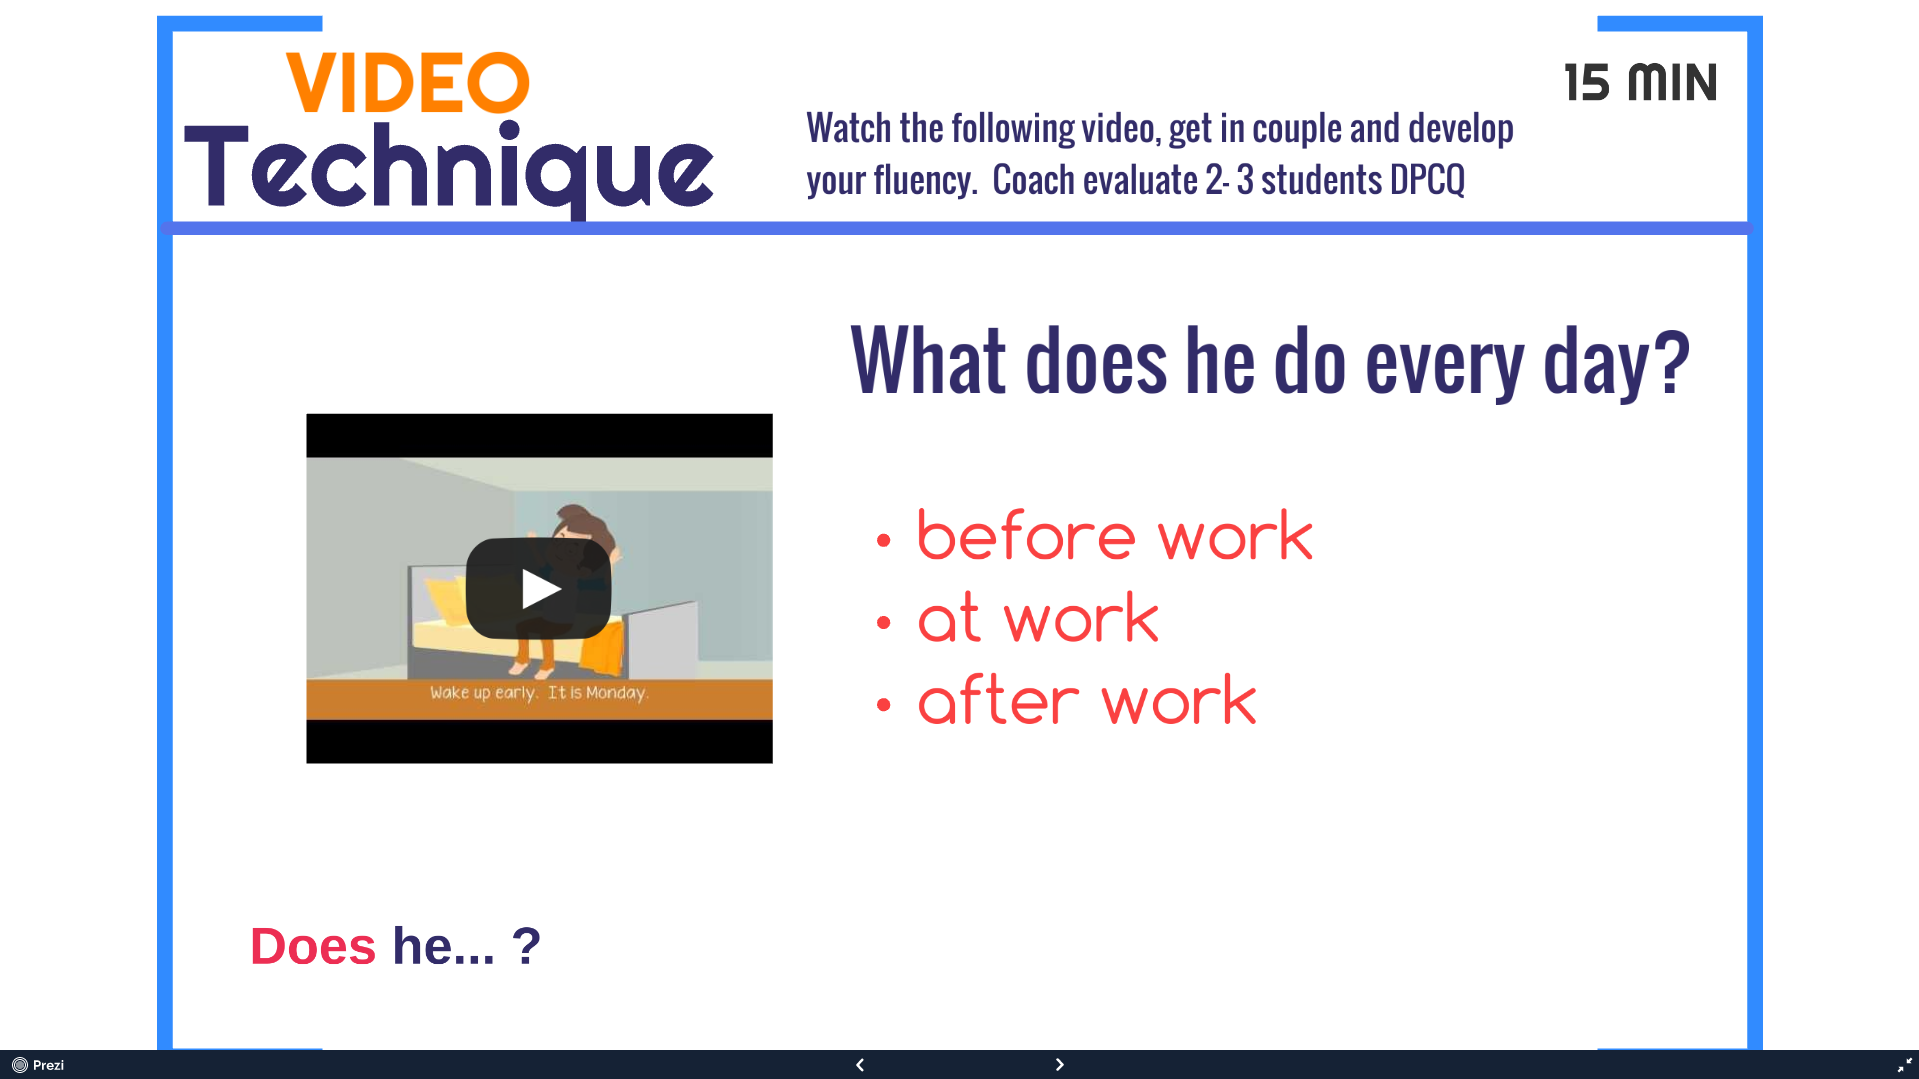 VIDEO
Technique
15 MIN
Watch the following video, get in couple and develop
your fluency. Coach evaluate 2- 3 students DPCQ
What does he do every day?
• before work
• at work
• after work
Wake up early. It is Monday.
Does he... ?
Prezi